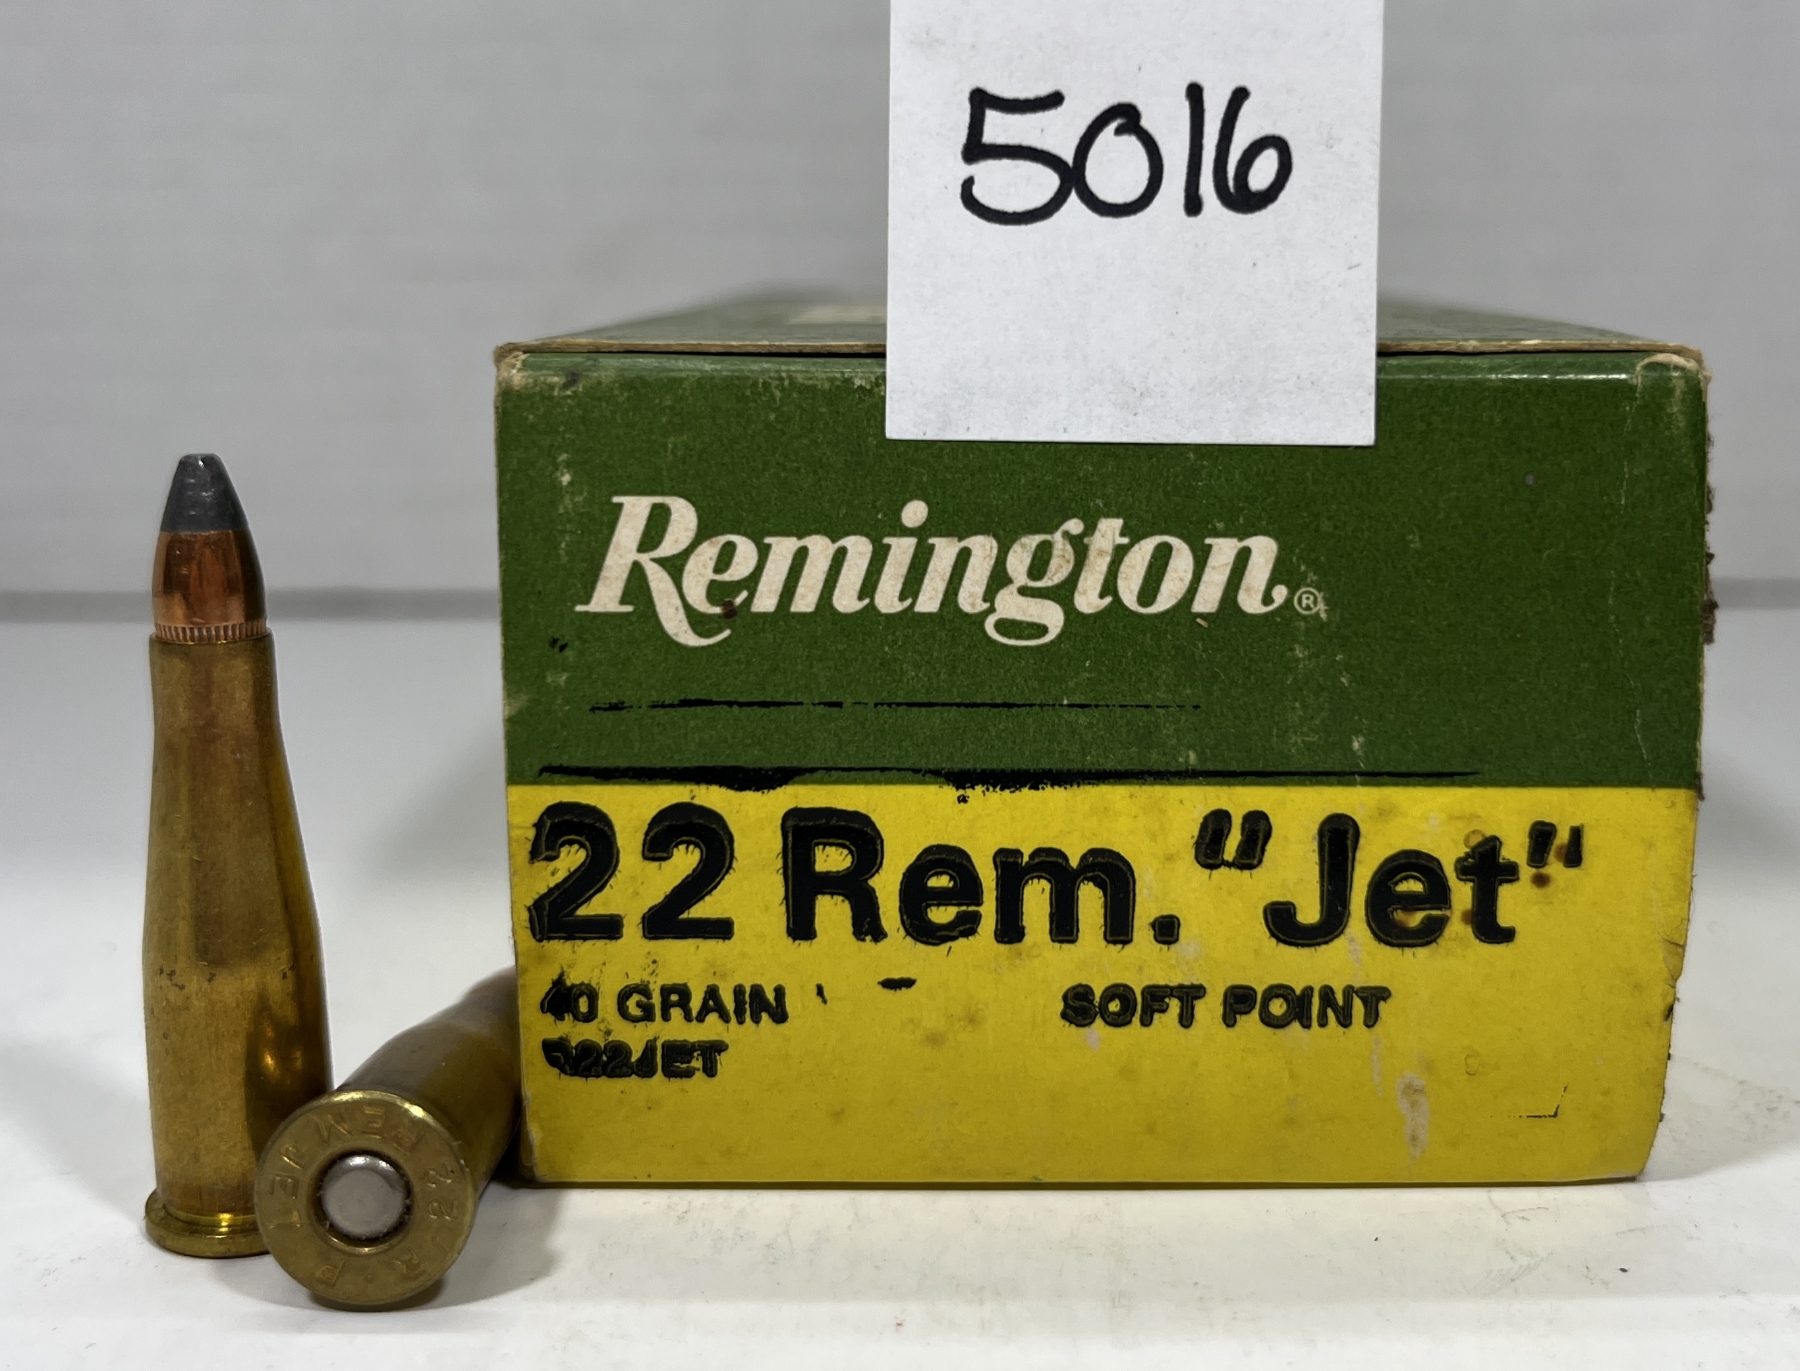 5016
Remington®
22 Rem. "Jet"
40 GRAIN SOFT POINT
R22JET
R-P 22 REM JET